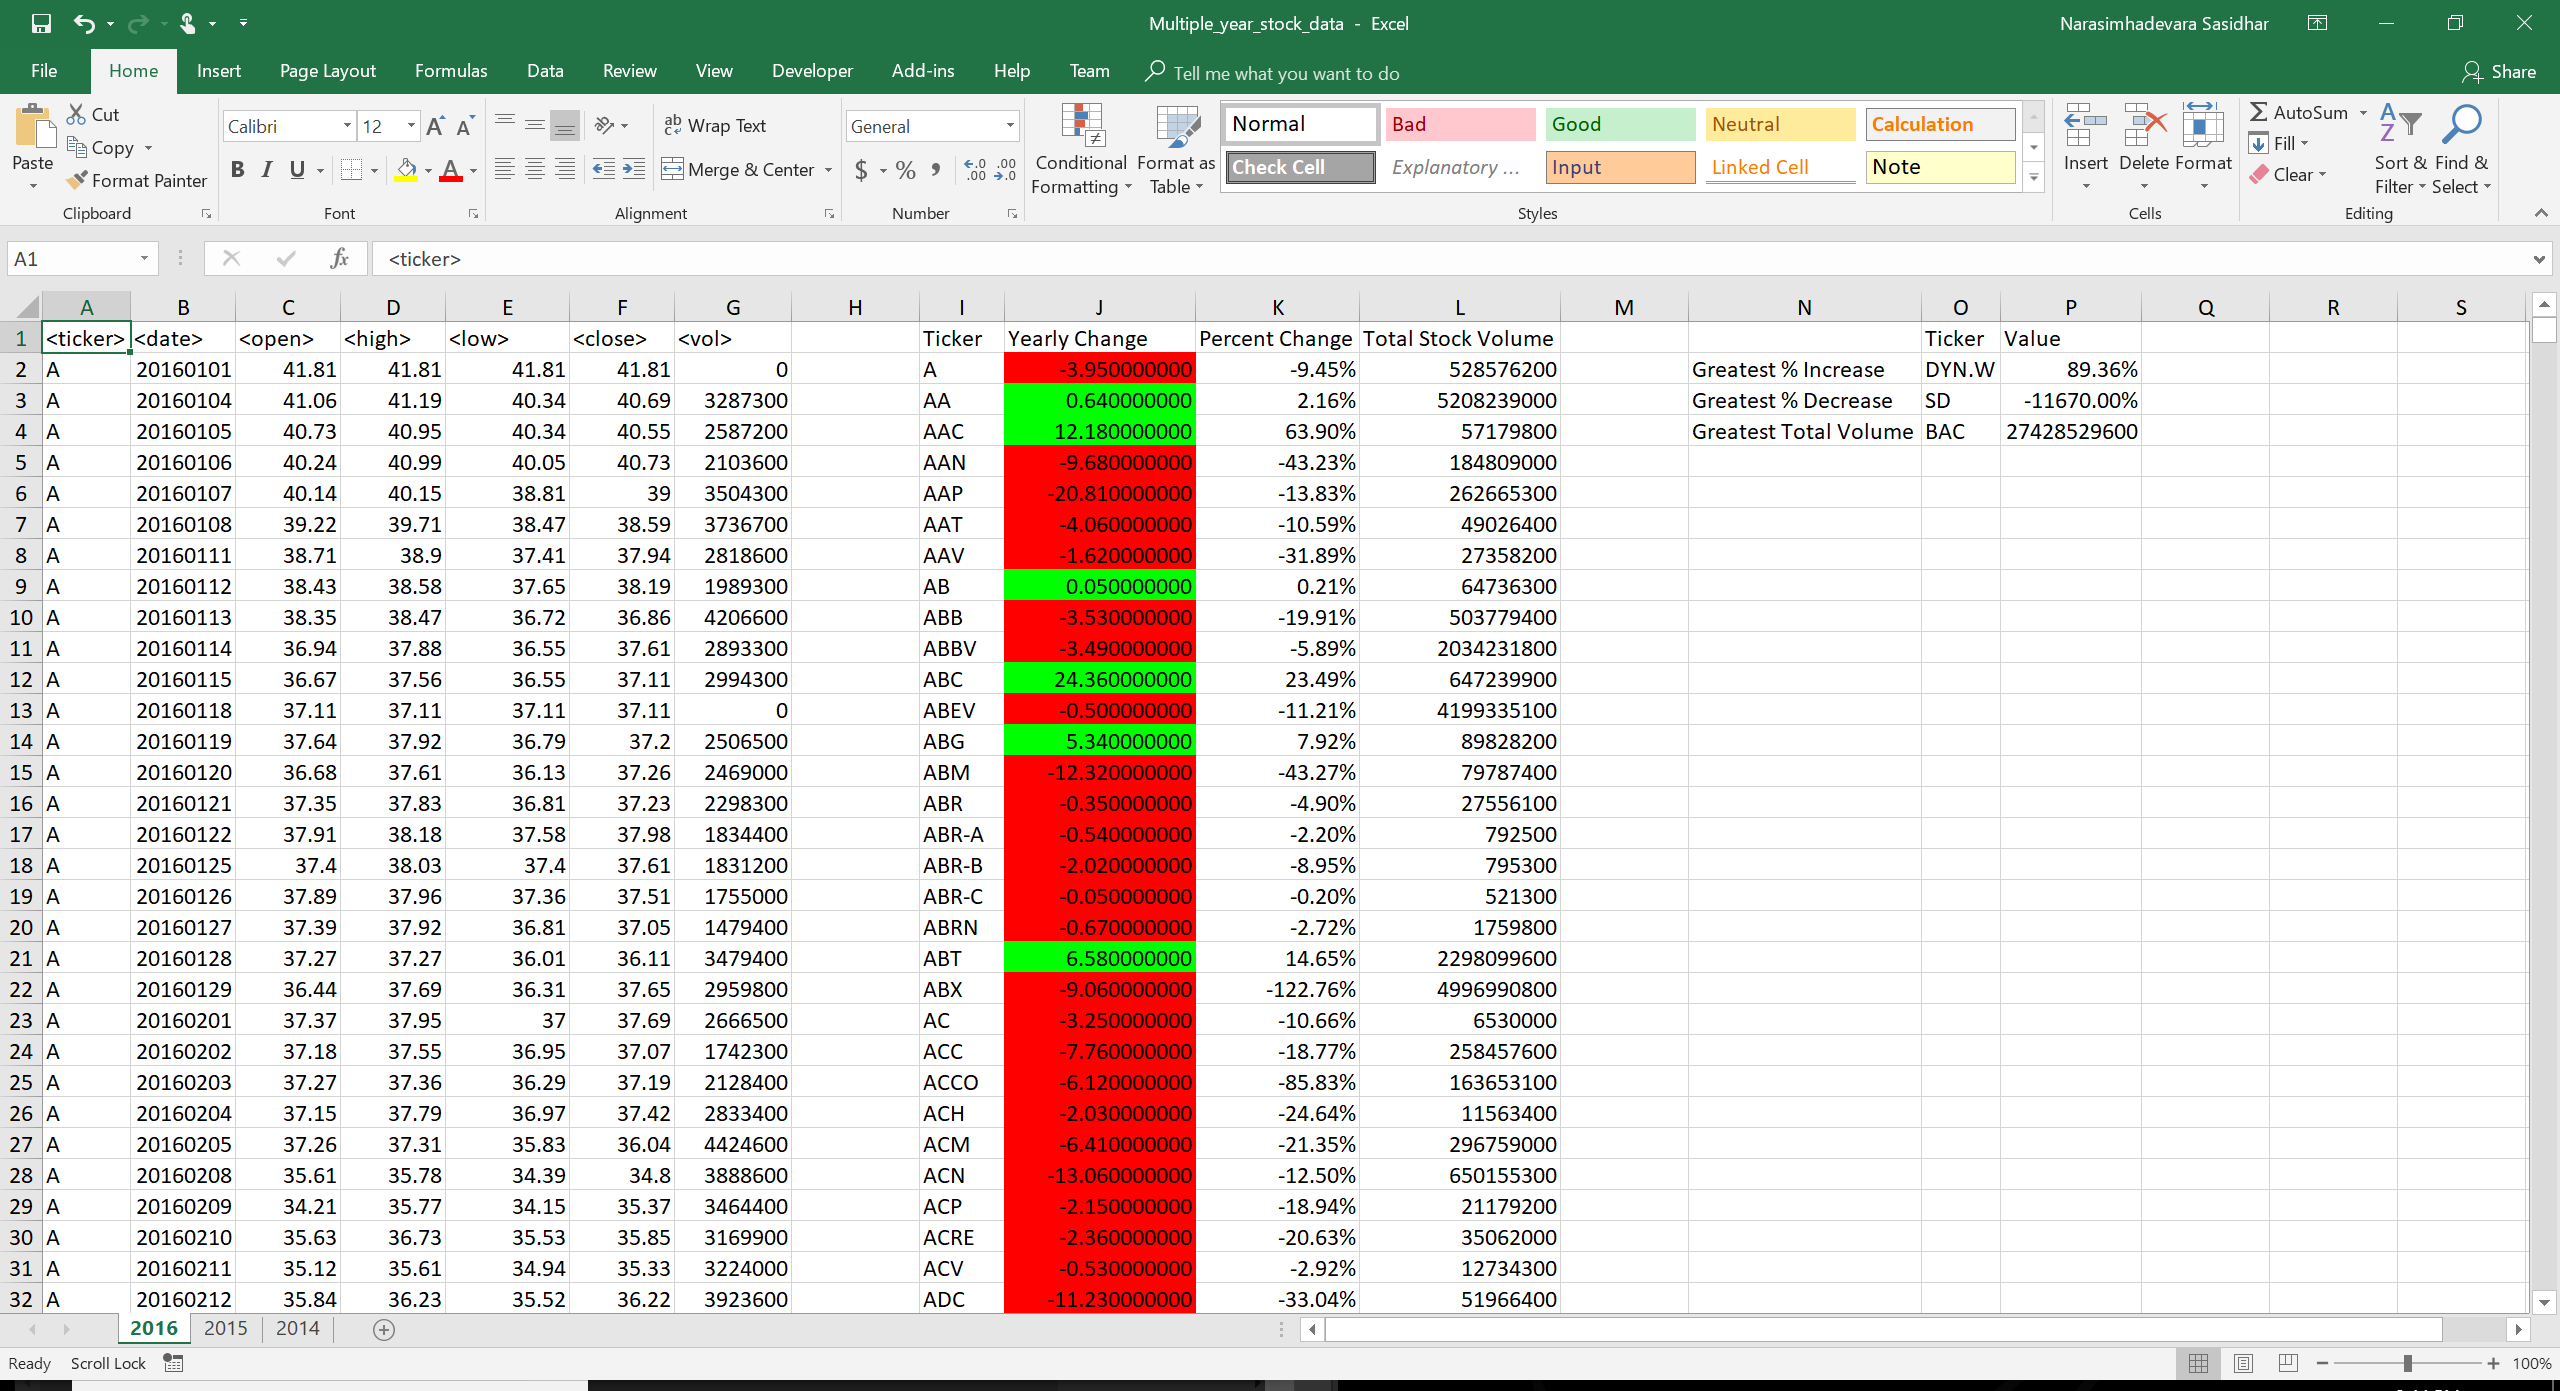 Multiple_year_stock_data - Excel
Narasimhadevara Sasidhar
File Home Insert Page Layout Formulas Data Review View Developer Add-ins Help Team Tell me what you want to do Share
Paste Cut Copy Format Painter Clipboard
Calibri 12 B I U Font
ab Wrap Text Merge & Center Alignment
General $ % , Number
Conditional Formatting Format as Table
Normal Bad Good Neutral Calculation
Check Cell Explanatory ... Input Linked Cell Note
Styles
Insert Delete Format Cells
AutoSum Fill Clear Sort & Filter Find & Select Editing
A1 fx <ticker>
A B C D E F G H I J K L M N O P Q R S
1 <ticker> <date> <open> <high> <low> <close> <vol> Ticker Yearly Change Percent Change Total Stock Volume Ticker Value
2 A 20160101 41.81 41.81 41.81 41.81 0 A -3.950000000 -9.45% 528576200 Greatest % Increase DYN.W 89.36%
3 A 20160104 41.06 41.19 40.34 40.69 3287300 AA 0.640000000 2.16% 5208239000 Greatest % Decrease SD -11670.00%
4 A 20160105 40.73 40.95 40.34 40.55 2587200 AAC 12.180000000 63.90% 57179800 Greatest Total Volume BAC 27428529600
5 A 20160106 40.24 40.99 40.05 40.73 2103600 AAN -9.680000000 -43.23% 184809000
6 A 20160107 40.14 40.15 38.81 39 3504300 AAP -20.810000000 -13.83% 262665300
7 A 20160108 39.22 39.71 38.47 38.59 3736700 AAT -4.060000000 -10.59% 49026400
8 A 20160111 38.71 38.9 37.41 37.94 2818600 AAV -1.620000000 -31.89% 27358200
9 A 20160112 38.43 38.58 37.65 38.19 1989300 AB 0.050000000 0.21% 64736300
10 A 20160113 38.35 38.47 36.72 36.86 4206600 ABB -3.530000000 -19.91% 503779400
11 A 20160114 36.94 37.88 36.55 37.61 2893300 ABBV -3.490000000 -5.89% 2034231800
12 A 20160115 36.67 37.56 36.55 37.11 2994300 ABC 24.360000000 23.49% 647239900
13 A 20160118 37.11 37.11 37.11 37.11 0 ABEV -0.500000000 -11.21% 4199335100
14 A 20160119 37.64 37.92 36.79 37.2 2506500 ABG 5.340000000 7.92% 89828200
15 A 20160120 36.68 37.61 36.13 37.26 2469000 ABM -12.320000000 -43.27% 79787400
16 A 20160121 37.35 37.83 36.81 37.23 2298300 ABR -0.350000000 -4.90% 27556100
17 A 20160122 37.91 38.18 37.58 37.98 1834400 ABR-A -0.540000000 -2.20% 792500
18 A 20160125 37.4 38.03 37.4 37.61 1831200 ABR-B -2.020000000 -8.95% 795300
19 A 20160126 37.89 37.96 37.36 37.51 1755000 ABR-C -0.050000000 -0.20% 521300
20 A 20160127 37.39 37.92 36.81 37.05 1479400 ABRN -0.670000000 -2.72% 1759800
21 A 20160128 37.27 37.27 36.01 36.11 3479400 ABT 6.580000000 14.65% 2298099600
22 A 20160129 36.44 37.69 36.31 37.65 2959800 ABX -9.060000000 -122.76% 4996990800
23 A 20160201 37.37 37.95 37 37.69 2666500 AC -3.250000000 -10.66% 6530000
24 A 20160202 37.18 37.55 36.95 37.07 1742300 ACC -7.760000000 -18.77% 258457600
25 A 20160203 37.27 37.36 36.29 37.19 2128400 ACCO -6.120000000 -85.83% 163653100
26 A 20160204 37.15 37.79 36.97 37.42 2833400 ACH -2.030000000 -24.64% 11563400
27 A 20160205 37.26 37.31 35.83 36.04 4424600 ACM -6.410000000 -21.35% 296759000
28 A 20160208 35.61 35.78 34.39 34.8 3888600 ACN -13.060000000 -12.50% 650155300
29 A 20160209 34.21 35.77 34.15 35.37 3464400 ACP -2.150000000 -18.94% 21179200
30 A 20160210 35.63 36.73 35.53 35.85 3169900 ACRE -2.360000000 -20.63% 35062000
31 A 20160211 35.12 35.61 34.94 35.33 3224000 ACV -0.530000000 -2.92% 12734300
32 A 20160212 35.84 36.23 35.52 36.22 3923600 ADC -11.230000000 -33.04% 51966400
2016 2015 2014
Ready Scroll Lock 100%